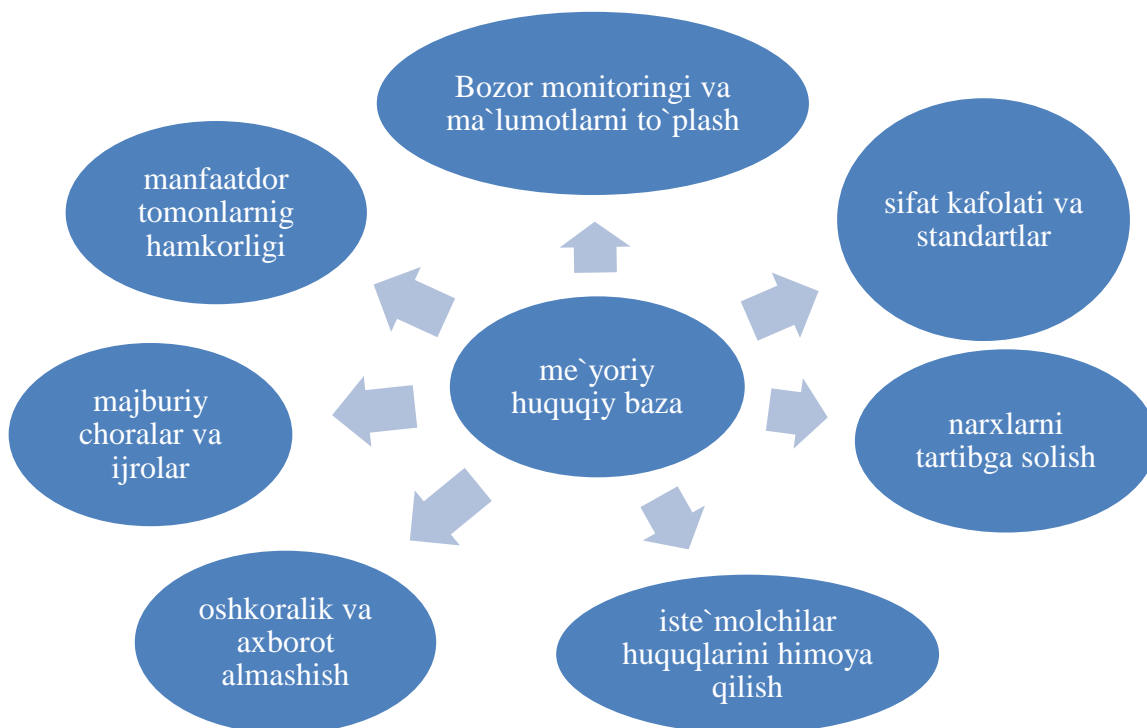 Bozor monitoringi va
ma`lumotlarni to`plash
manfaatdor
tomonlarnig
hamkorligi
sifat kafolati va
standartlar
me`yoriy
huquqiy baza
majburiy
choralar va
ijrolar
narxlarni
tartibga solish
oshkoralik va
axborot
almashish
iste`molchilar
huquqlarini himoya
qilish